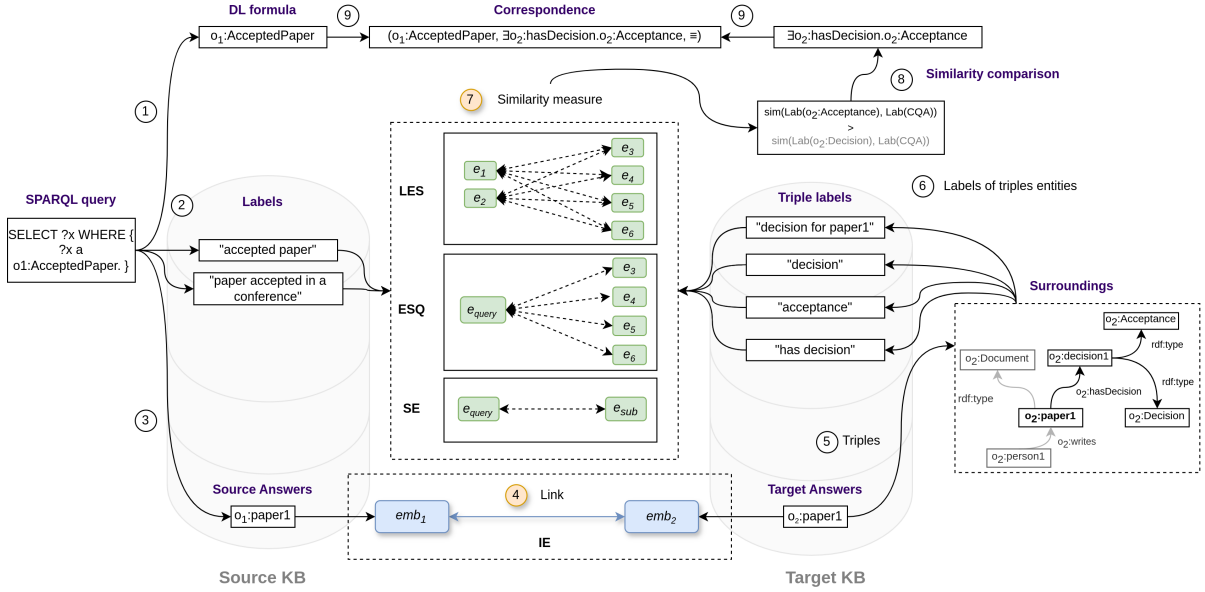 DL formula
Correspondence
9
9
o1:AcceptedPaper
(o1:AcceptedPaper, ∃o2:hasDecision.o2:Acceptance, ≡)
∃o2:hasDecision.o2:Acceptance
8
Similarity comparison
7
Similarity measure
1
sim(Lab(o2:Acceptance), Lab(CQA))
>
sim(Lab(o2:Decision), Lab(CQA))
SPARQL query
SELECT ?x WHERE {
?x a
o1:AcceptedPaper. }
2
Labels
"accepted paper"
"paper accepted in a
conference"
LES
e1
e2
e3
e4
e5
e6
ESQ
equery
e3
e4
e5
e6
SE
equery
esub
6
Labels of triples entities
Triple labels
"decision for paper1"
"decision"
"acceptance"
"has decision"
Surroundings
o2:Acceptance
rdf:type
o2:Document
o2:decision1
rdf:type
rdf:type
o2:hasDecision
o2:paper1
o2:Decision
o2:writes
o2:person1
3
5
Triples
Source Answers
o1:paper1
4
Link
emb1
emb2
IE
Target Answers
o2:paper1
Source KB
Target KB